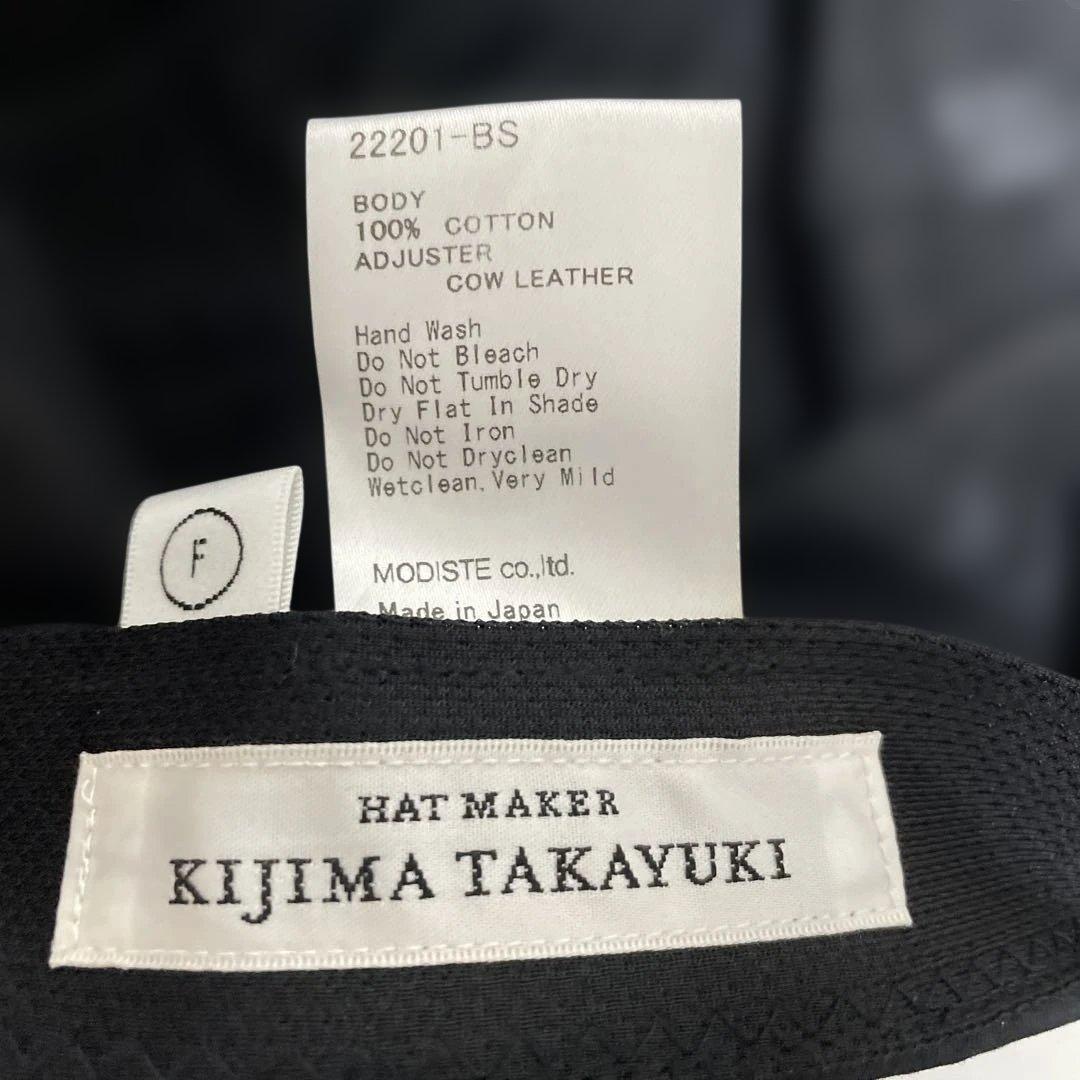 22201-BS
BODY
100% COTTON
ADJUSTER
COW LEATHER
Hand Wash
Do Not Bleach
Do Not Tumble Dry
Dry Flat In Shade
Do Not Iron
Do Not Dryclean
Wetclean,Very Mild
MODISTE co.,ltd.
Made in Japan
F
HAT MAKER
KIJIMA TAKAYUKI